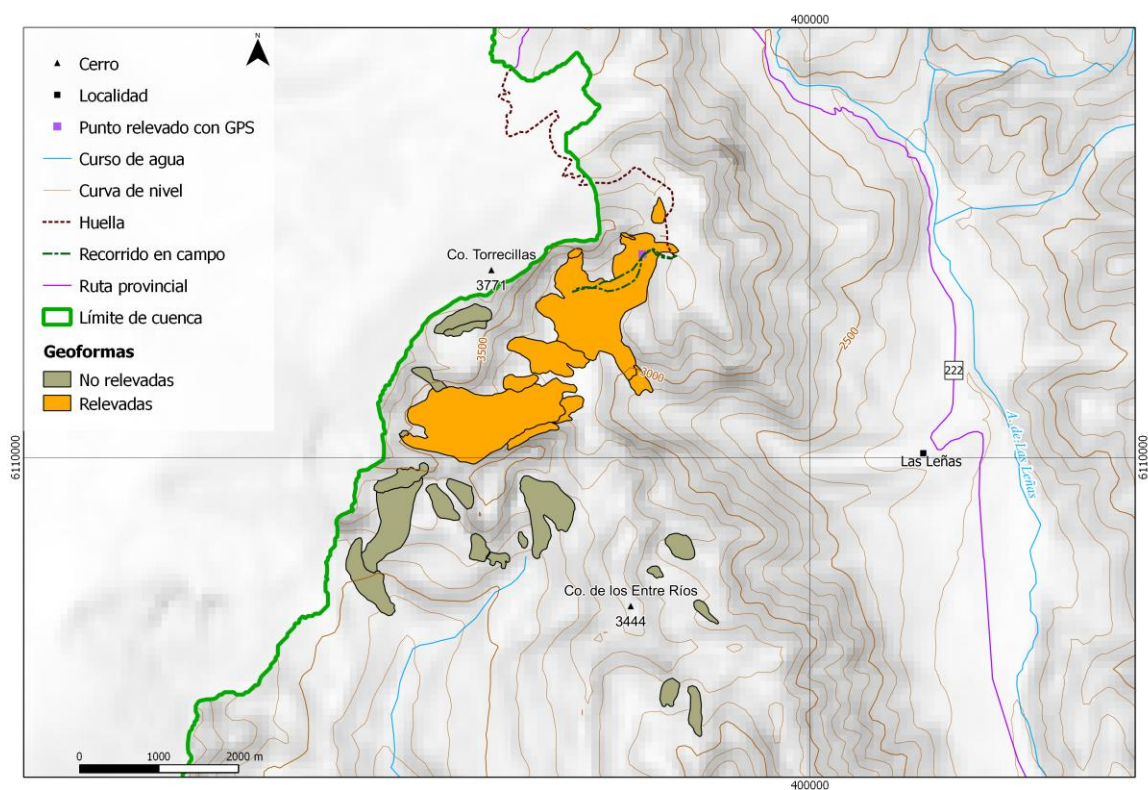 400000
N
Cerro
Localidad
Punto relevado con GPS
Curso de agua
Curva de nivel
Huella
Recorrido en campo
Ruta provincial
Límite de cuenca
Geoformas
No relevadas
Relevadas
Co. Torrecillas
3771
3500
3000
2500
222
6110000
6110000
Las Leñas
A. de Las Leñas
Co. de los Entre Ríos
3444
0 1000 2000 m
400000